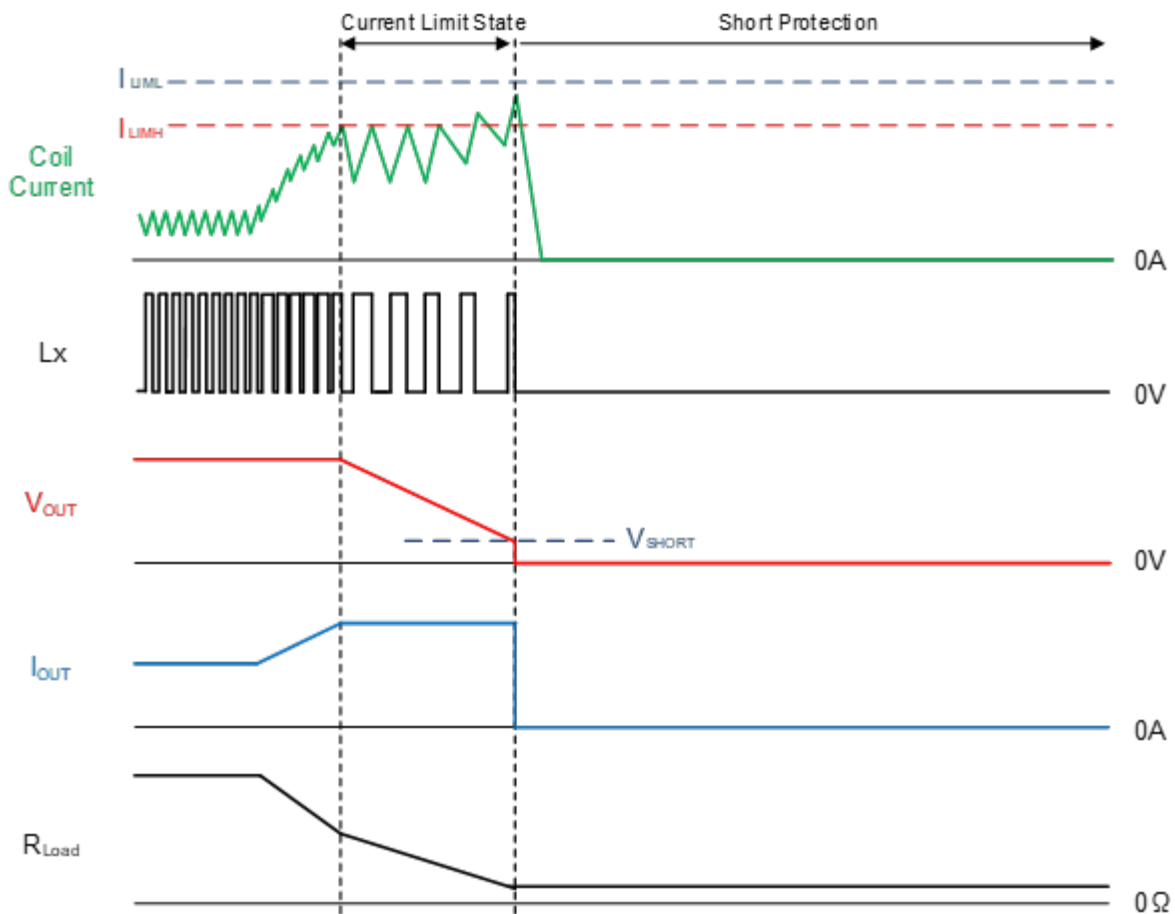 Current Limit State
Short Protection
ILIML
ILIMH
Coil
Current
0A
Lx
0V
VOUT
VSHORT
0V
IOUT
0A
RLoad
0Ω